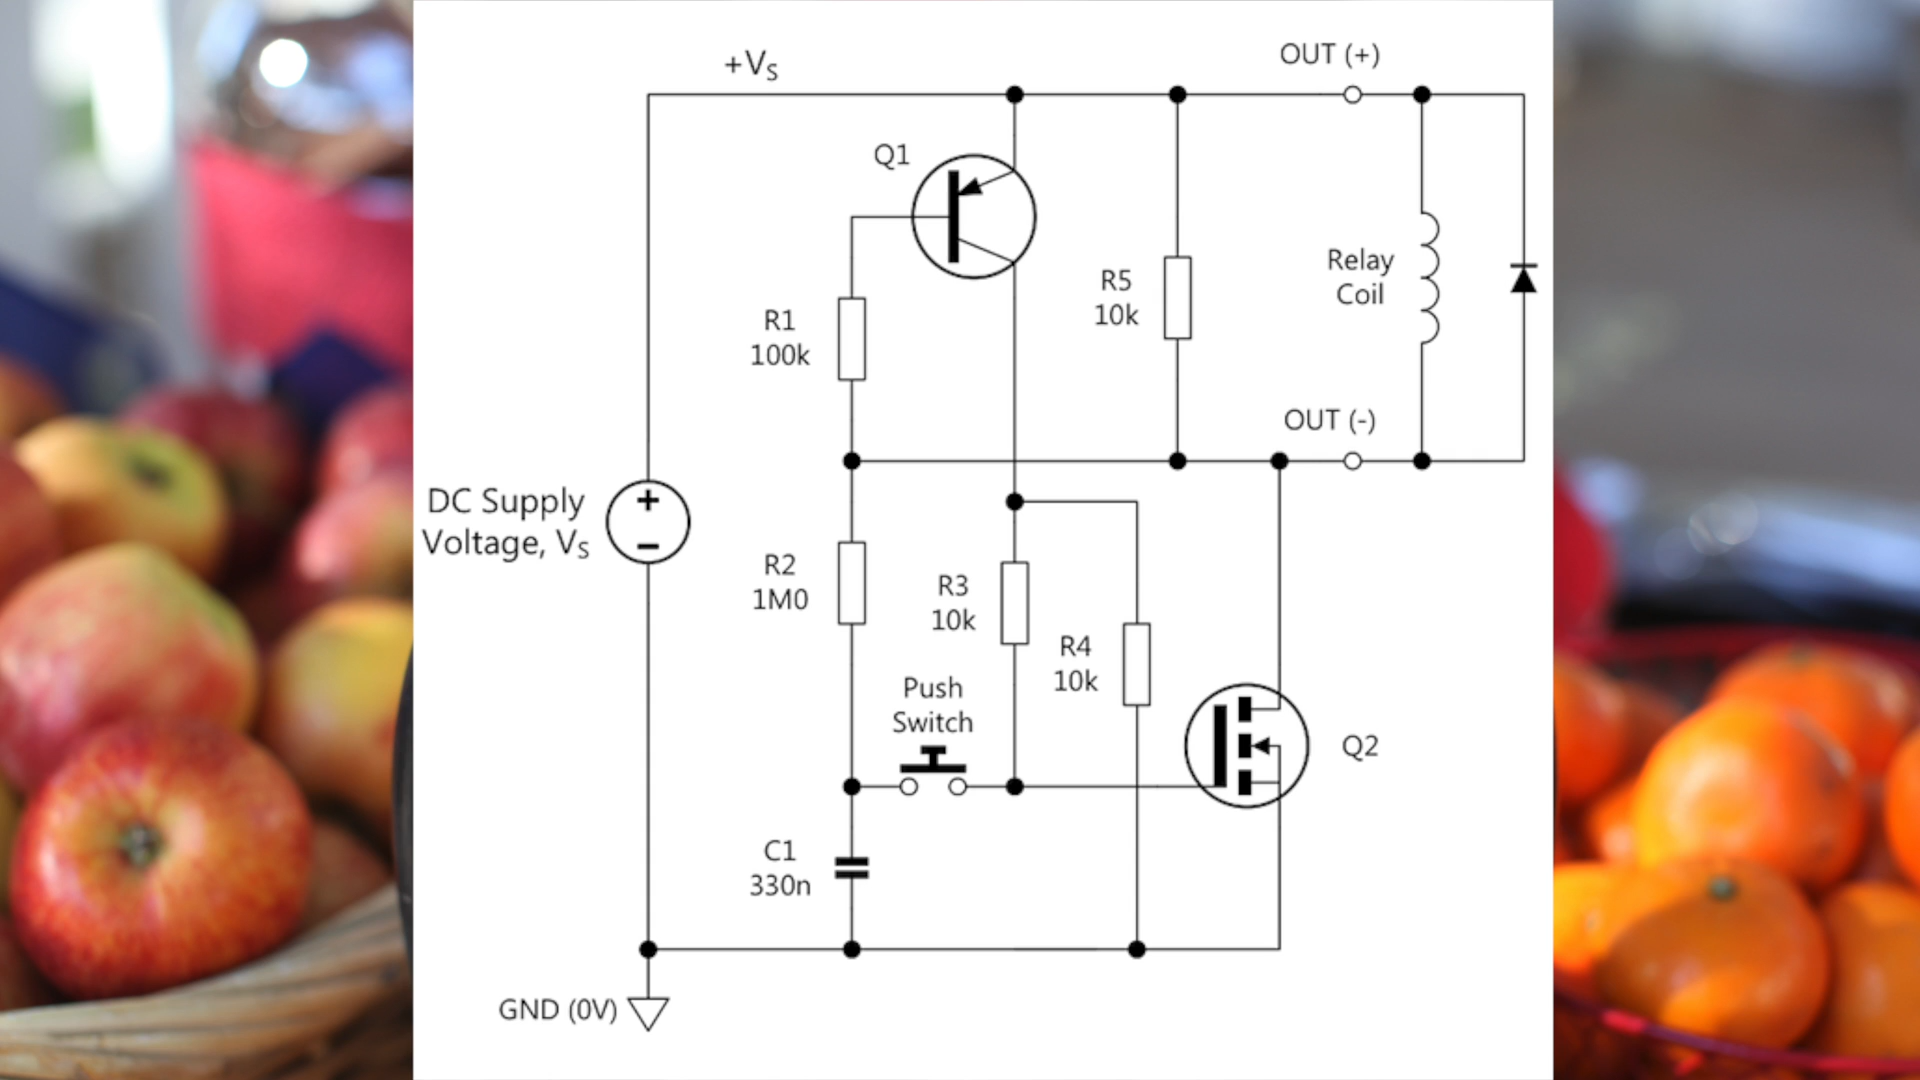 +VS
OUT (+)
Q1
R1
100k
R5
10k
Relay
Coil
OUT (-)
DC Supply
Voltage, VS
+
−
R2
1M0
R3
10k
R4
10k
Push
Switch
Q2
C1
330n
GND (0V)